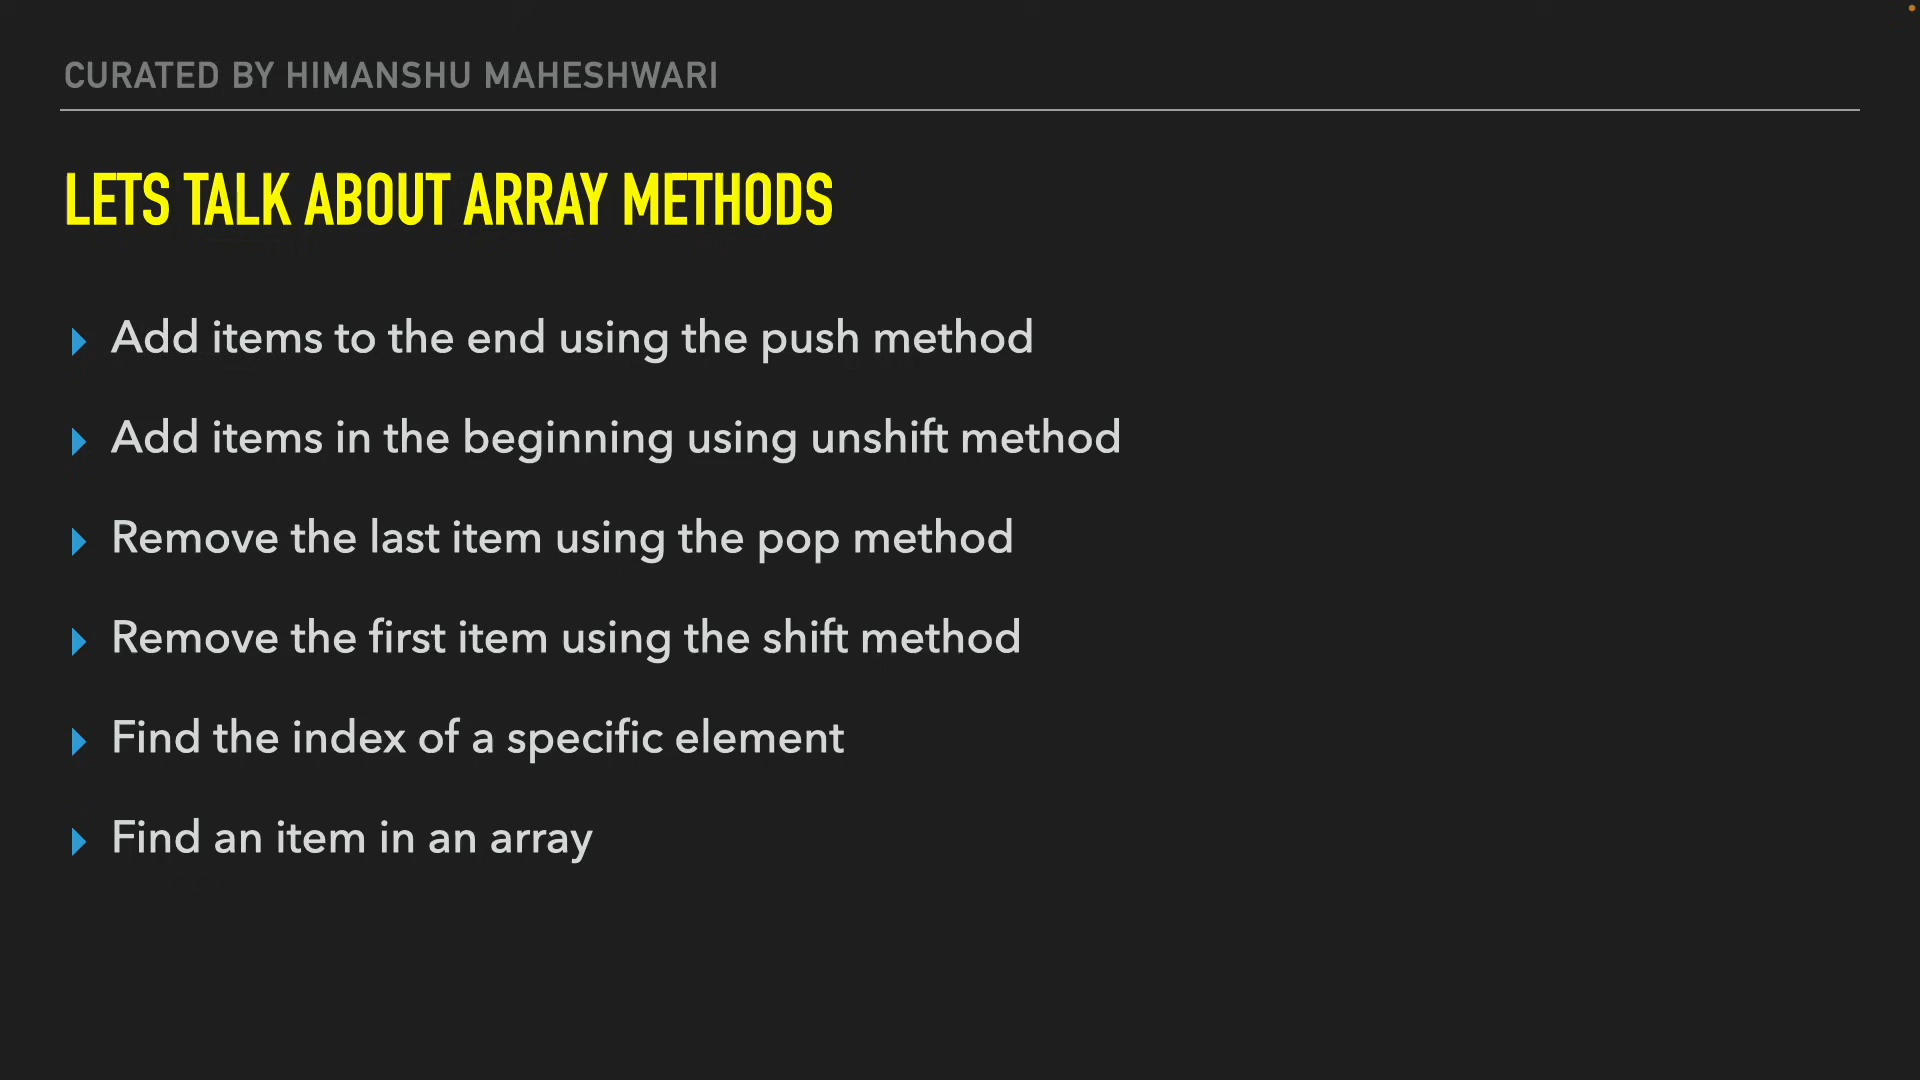 CURATED BY HIMANSHU MAHESHWARI
LETS TALK ABOUT ARRAY METHODS
Add items to the end using the push method
Add items in the beginning using unshift method
Remove the last item using the pop method
Remove the first item using the shift method
Find the index of a specific element
Find an item in an array